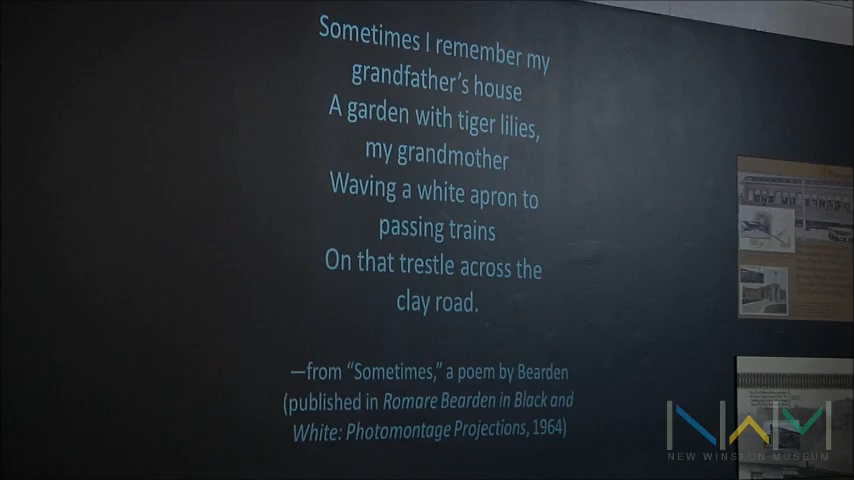 Sometimes I remember my
grandfather's house
A garden with tiger lilies,
my grandmother
Waving a white apron to
passing trains
On that trestle across the
clay road.
—from "Sometimes," a poem by Bearden
(published in Romare Bearden in Black and
White: Photomontage Projections, 1964)
NWM
NEW WINSTON MUSEUM